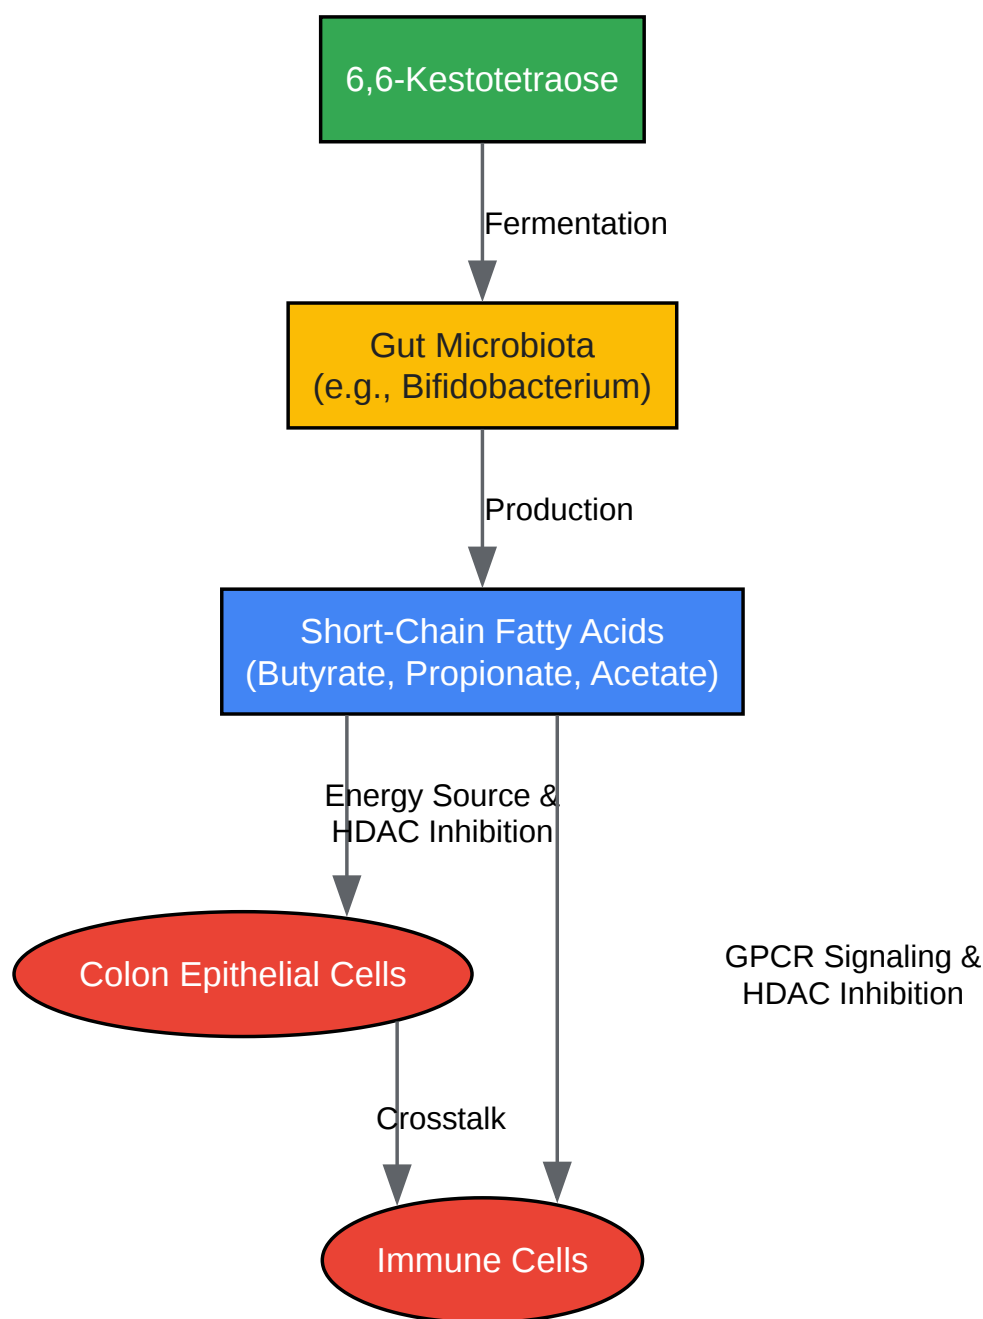 6,6-Kestotetraose
Fermentation
Gut Microbiota
(e.g., Bifidobacterium)
Production
Short-Chain Fatty Acids
(Butyrate, Propionate, Acetate)
Energy Source &
HDAC Inhibition
Colon Epithelial Cells
GPCR Signaling &
HDAC Inhibition
Crosstalk
Immune Cells